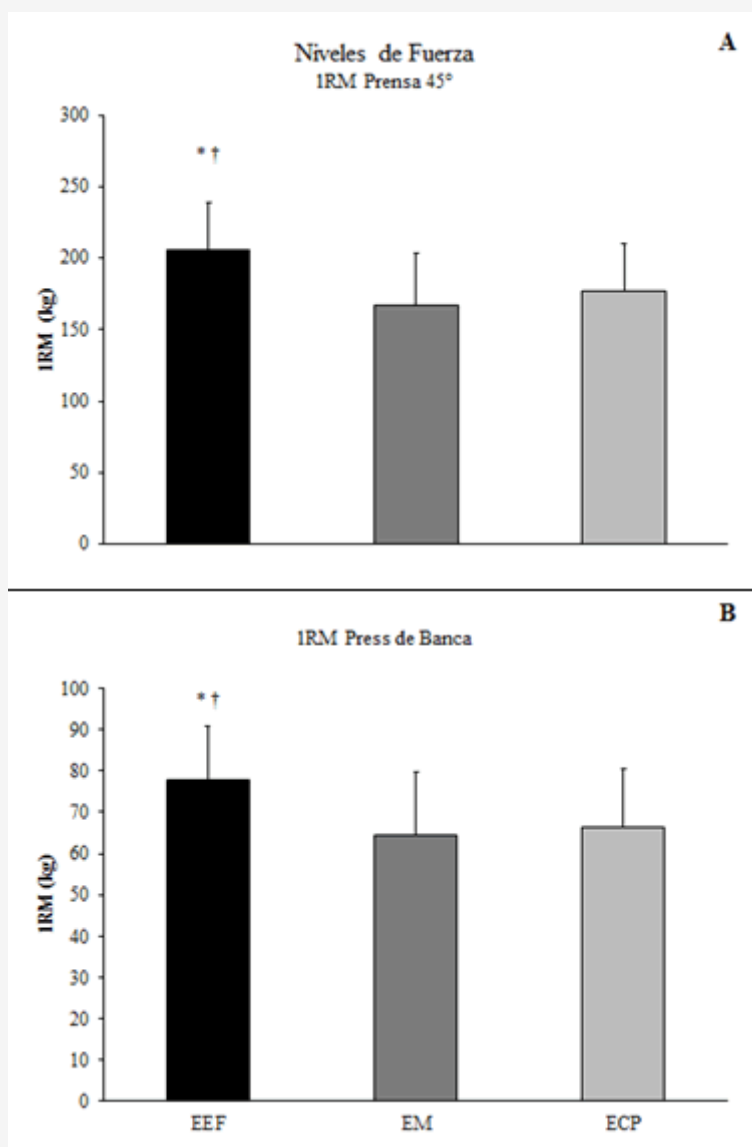 A
Niveles de Fuerza
1RM Prensa 45°
300
250
200
150
100
50
0
1RM (kg)
* †
B
1RM Press de Banca
100
90
80
70
60
50
40
30
20
10
0
1RM (kg)
* †
EEF EM ECP